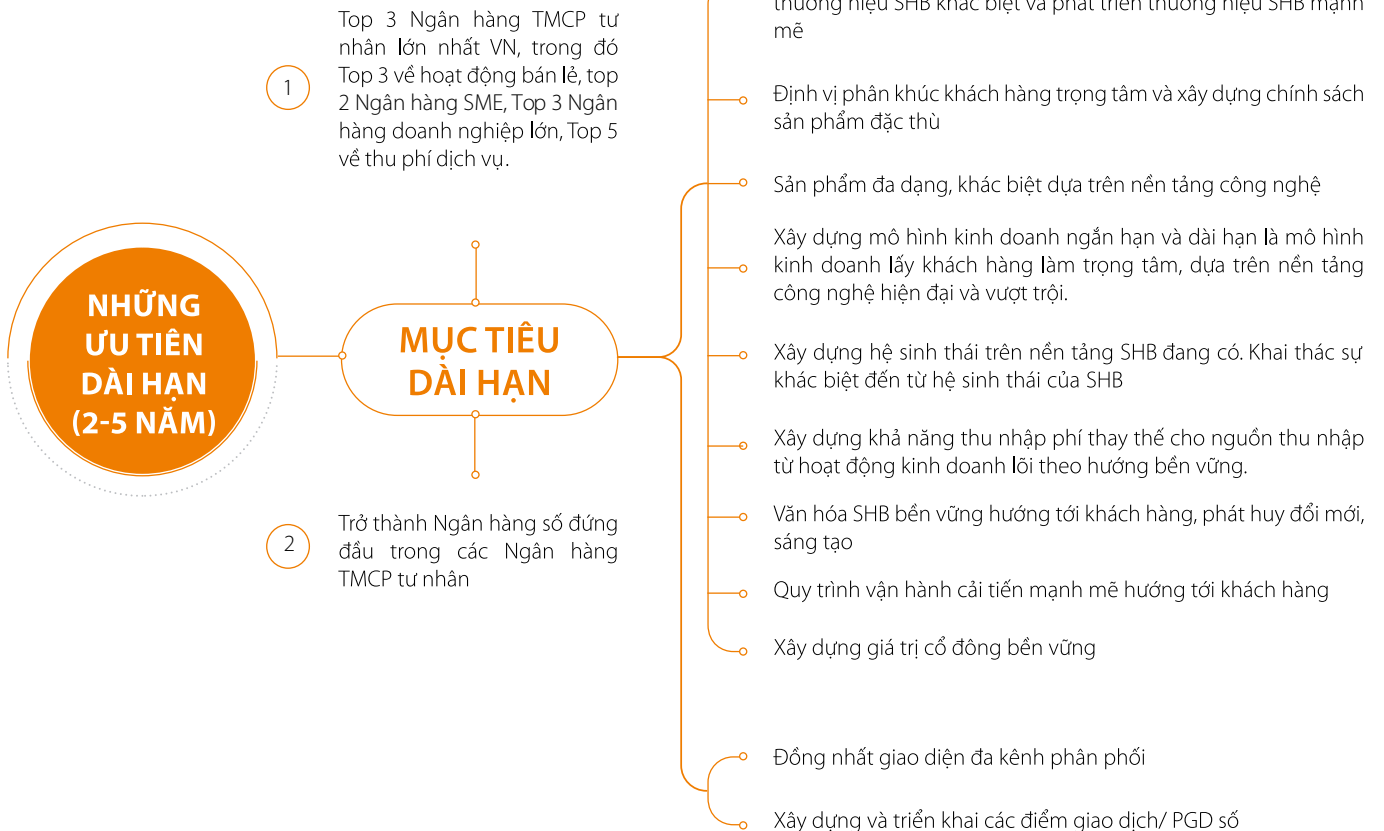 NHỮNG
ƯU TIÊN
DÀI HẠN
(2-5 NĂM)
MỤC TIÊU
DÀI HẠN
1
Top 3 Ngân hàng TMCP tư
nhân lớn nhất VN, trong đó
Top 3 về hoạt động bán lẻ, top
2 Ngân hàng SME, Top 3 Ngân
hàng doanh nghiệp lớn, Top 5
về thu phí dịch vụ.
2
Trở thành Ngân hàng số đứng
đầu trong các Ngân hàng
TMCP tư nhân
thương hiệu SHB khác biệt và phát triển thương hiệu SHB mạnh
mẽ
Định vị phân khúc khách hàng trọng tâm và xây dựng chính sách
sản phẩm đặc thù
Sản phẩm đa dạng, khác biệt dựa trên nền tảng công nghệ
Xây dựng mô hình kinh doanh ngắn hạn và dài hạn là mô hình
kinh doanh lấy khách hàng làm trọng tâm, dựa trên nền tảng
công nghệ hiện đại và vượt trội.
Xây dựng hệ sinh thái trên nền tảng SHB đang có. Khai thác sự
khác biệt đến từ hệ sinh thái của SHB
Xây dựng khả năng thu nhập phí thay thế cho nguồn thu nhập
từ hoạt động kinh doanh lõi theo hướng bền vững.
Văn hóa SHB bền vững hướng tới khách hàng, phát huy đổi mới,
sáng tạo
Quy trình vận hành cải tiến mạnh mẽ hướng tới khách hàng
Xây dựng giá trị cổ đông bền vững
Đồng nhất giao diện đa kênh phân phối
Xây dựng và triển khai các điểm giao dịch/ PGD số